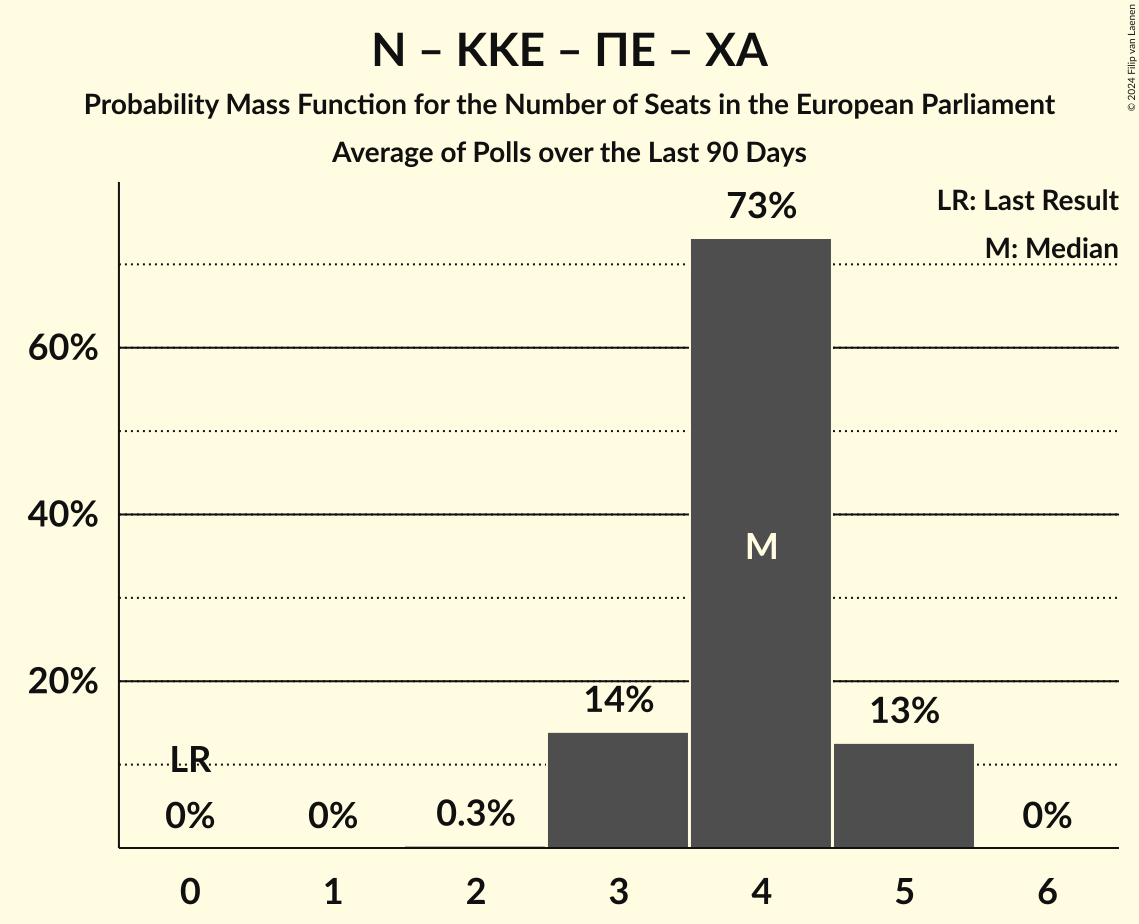 Ν – ΚΚΕ – ΠΕ – ΧΑ
Probability Mass Function for the Number of Seats in the European Parliament
Average of Polls over the Last 90 Days
© 2024 Filip van Laenen
LR: Last Result
M: Median
73%
60%
40%
20%
M
14%
13%
LR
0%
0%
0.3%
0%
0 1 2 3 4 5 6